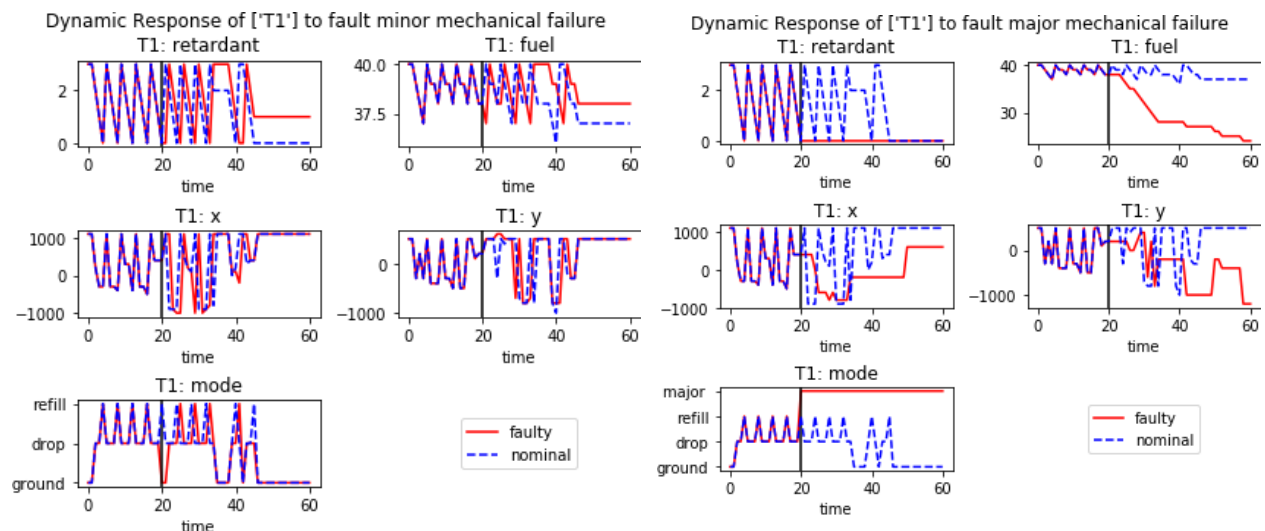 Dynamic Response of ['T1'] to fault minor mechanical failure
T1: retardant
T1: fuel
2
0
0 20 40 60
time
40.0
37.5
0 20 40 60
time
T1: x
T1: y
1000
0
−1000
0 20 40 60
time
0
−1000
0 20 40 60
time
T1: mode
refill
drop
ground
0 20 40 60
time
faulty
nominal
Dynamic Response of ['T1'] to fault major mechanical failure
T1: retardant
T1: fuel
2
0
0 20 40 60
time
40
30
0 20 40 60
time
T1: x
T1: y
1000
0
−1000
0 20 40 60
time
0
−1000
0 20 40 60
time
T1: mode
major
refill
drop
ground
0 20 40 60
time
faulty
nominal